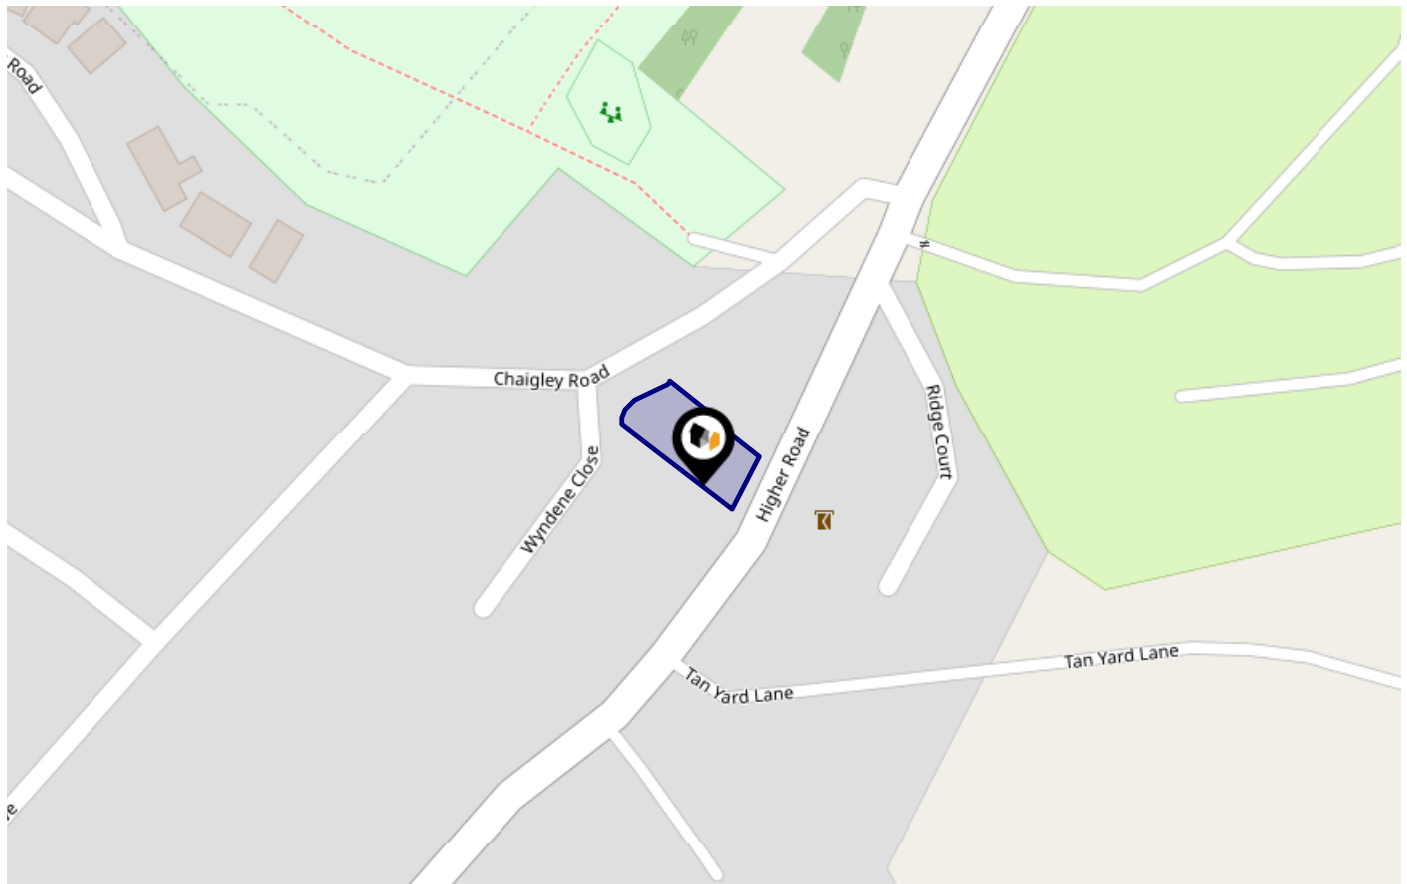 Road
Chaigley Road
Wyndene Close
Higher Road
Ridge Court
Tan Yard Lane
Tan Yard Lane